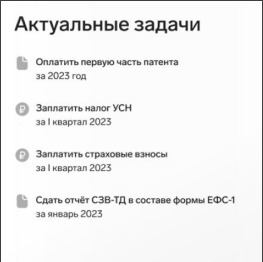 Актуальные задачи
Оплатить первую часть патента
за 2023 год
Заплатить налог УСН
за I квартал 2023
Заплатить страховые взносы
за I квартал 2023
Сдать отчёт СЗВ-ТД в составе формы ЕФС-1
за январь 2023